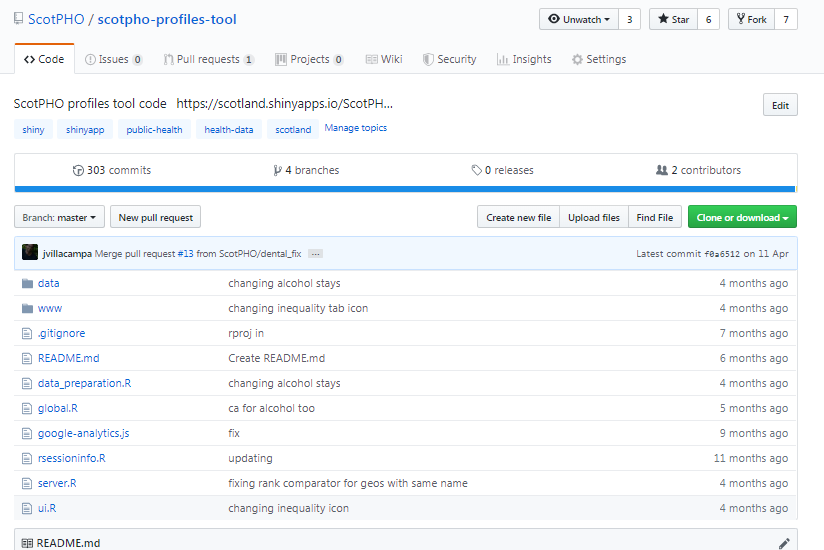 ScotPHO / scotpho-profiles-tool Unwatch 3 Star 6 Fork 7
Code Issues 0 Pull requests 1 Projects 0 Wiki Security Insights Settings
ScotPHO profiles tool code https://scotland.shinyapps.io/ScotPH... Edit
shiny shinyapp public-health health-data scotland Manage topics
303 commits 4 branches 0 releases 2 contributors
Branch: master New pull request Create new file Upload files Find File Clone or download
jvillacampa Merge pull request #13 from ScotPHO/dental_fix ... Latest commit f0a6512 on 11 Apr
data changing alcohol stays 4 months ago
www changing inequality tab icon 4 months ago
.gitignore rproj in 7 months ago
README.md Create README.md 6 months ago
data_preparation.R changing alcohol stays 4 months ago
global.R ca for alcohol too 5 months ago
google-analytics.js fix 9 months ago
rsessioninfo.R updating 11 months ago
server.R fixing rank comparator for geos with same name 4 months ago
ui.R changing inequality icon 4 months ago
README.md